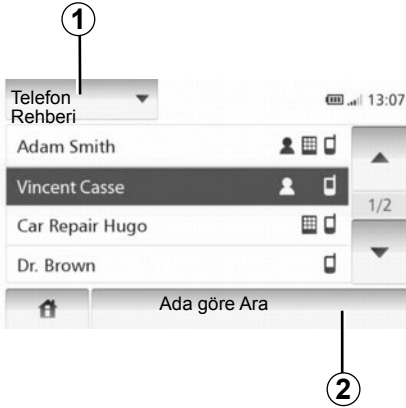 1
Telefon
Rehberi
13:07
Adam Smith
Vincent Casse
1/2
Car Repair Hugo
Dr. Brown
Ada göre Ara
2